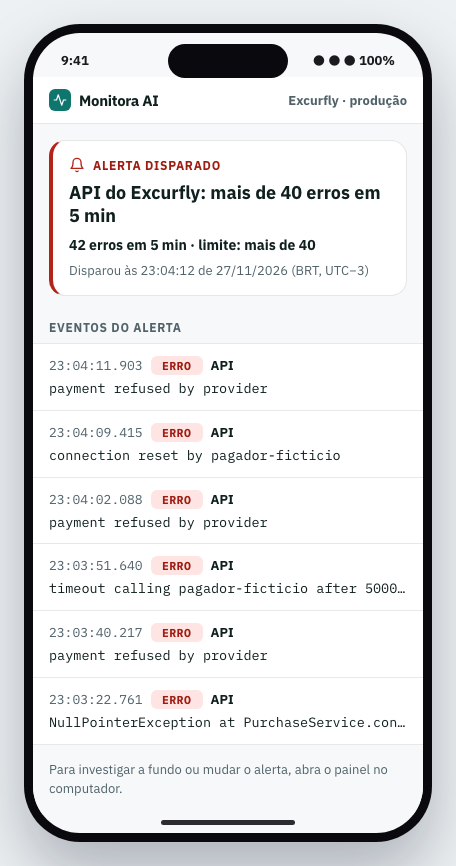 9:41
100%
Monitora AI
Excurfly · produção
ALERTA DISPARADO
API do Excurfly: mais de 40 erros em
5 min
42 erros em 5 min · limite: mais de 40
Disparou às 23:04:12 de 27/11/2026 (BRT, UTC−3)
EVENTOS DO ALERTA
23:04:11.903 ERRO API
payment refused by provider
23:04:09.415 ERRO API
connection reset by pagador-ficticio
23:04:02.088 ERRO API
payment refused by provider
23:03:51.640 ERRO API
timeout calling pagador-ficticio after 5000…
23:03:40.217 ERRO API
payment refused by provider
23:03:22.761 ERRO API
NullPointerException at PurchaseService.con…
Para investigar a fundo ou mudar o alerta, abra o painel no
computador.